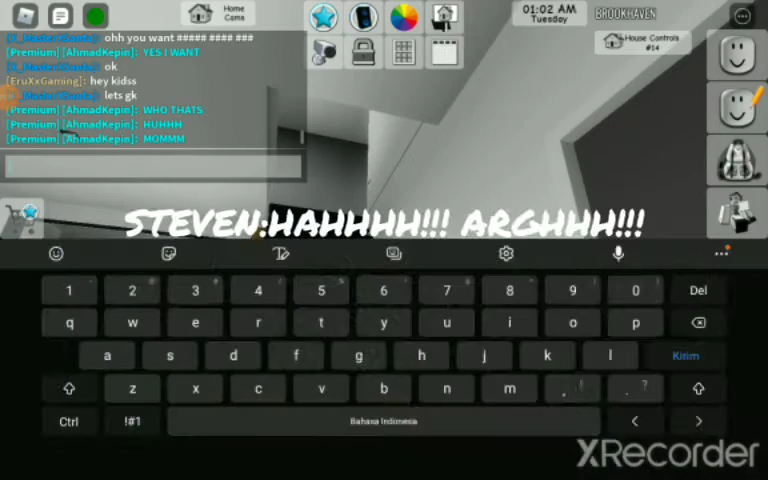 Home
Cams
01:02 AM
Tuesday
BROOKHAVEN
House Controls
#14
ohh you want ##### #### ###
[Premium] [AhmadKepin]: YES I WANT
ok
[EruXxGaming]: hey kidss
lets gk
[Premium] [AhmadKepin]: WHO THATS
[Premium] [AhmadKepin]: HUHHH
[Premium] [AhmadKepin]: MOMMM
STEVEN:HAHHHH!!! ARGHHH!!!
1 2 3 4 5 6 7 8 9 0 Del
q w e r t y u i o p
a s d f g h j k l Kirim
z x c v b n m , ! . ?
Ctrl !#1 Bahasa Indonesia < >
XRecorder